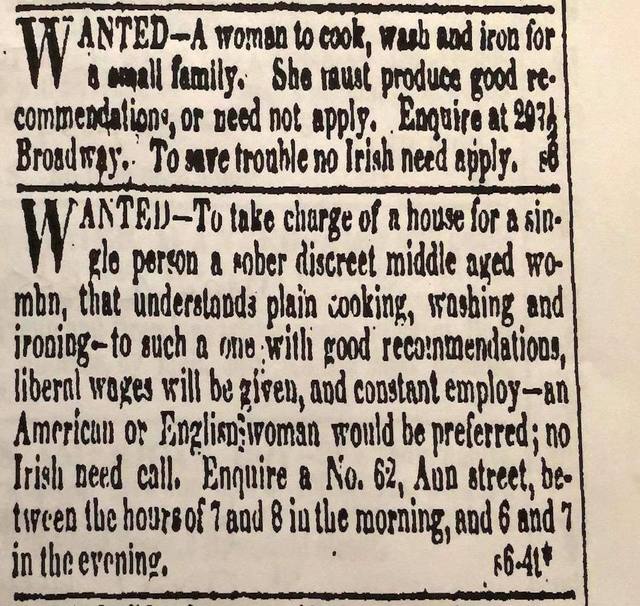 WANTED—A woman to cook, wash and iron for
a small family. She must produce good re-
commendations, or need not apply. Enquire at 297½
Broadway. To save trouble no Irish need apply. s6
WANTED—To take charge of a house for a sin-
gle person a sober discreet middle aged wo-
man, that understands plain cooking, washing and
ironing—to such a one with good recommendations,
liberal wages will be given, and constant employ—an
American or English woman would be preferred; no
Irish need call. Enquire a No. 62, Ann street, be-
tween the hours of 7 and 8 in the morning, and 6 and 7
in the evening. s6-4t*